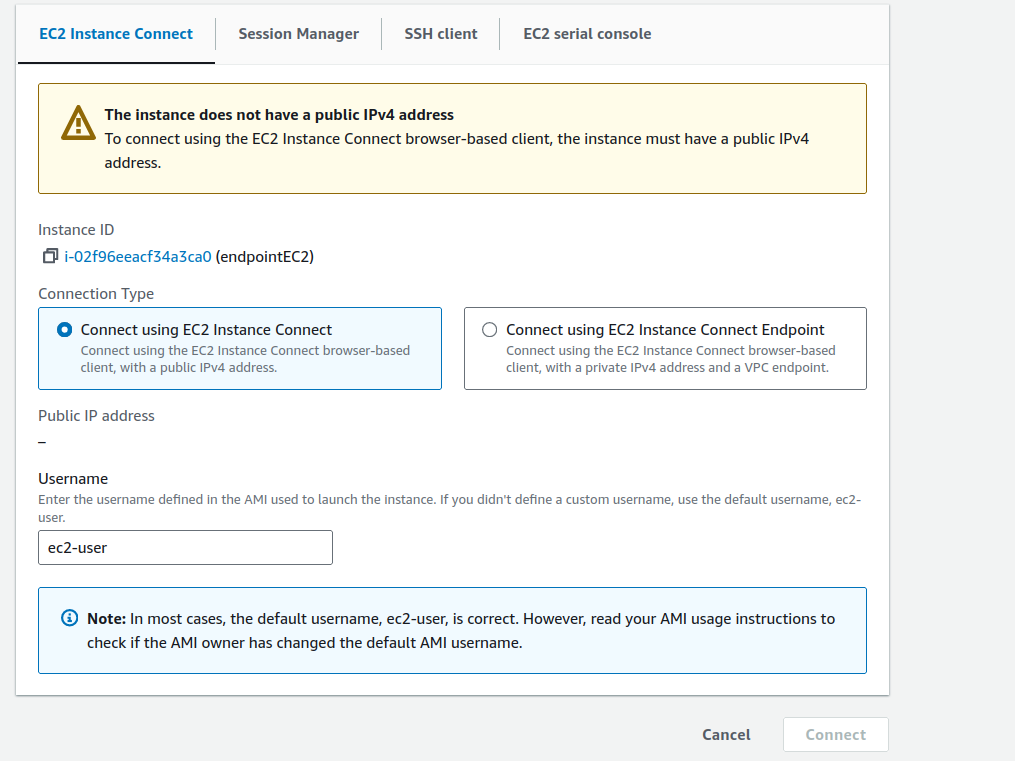 EC2 Instance Connect
Session Manager
SSH client
EC2 serial console
The instance does not have a public IPv4 address
To connect using the EC2 Instance Connect browser-based client, the instance must have a public IPv4
address.
Instance ID
i-02f96eeacf34a3ca0 (endpointEC2)
Connection Type
Connect using EC2 Instance Connect
Connect using the EC2 Instance Connect browser-based
client, with a public IPv4 address.
Connect using EC2 Instance Connect Endpoint
Connect using the EC2 Instance Connect browser-based
client, with a private IPv4 address and a VPC endpoint.
Public IP address
–
Username
Enter the username defined in the AMI used to launch the instance. If you didn't define a custom username, use the default username, ec2-
user.
ec2-user
Note: In most cases, the default username, ec2-user, is correct. However, read your AMI usage instructions to
check if the AMI owner has changed the default AMI username.
Cancel
Connect